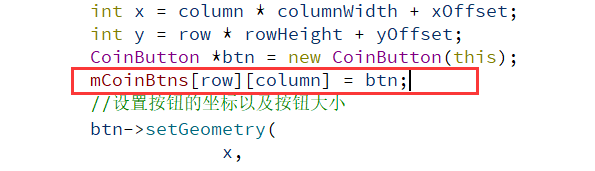 int x = column * columnWidth + xOffset;
int y = row * rowHeight + yOffset;
CoinButton *btn = new CoinButton(this);
mCoinBtns[row][column] = btn;
//设置按钮的坐标以及按钮大小
btn->setGeometry(
x,